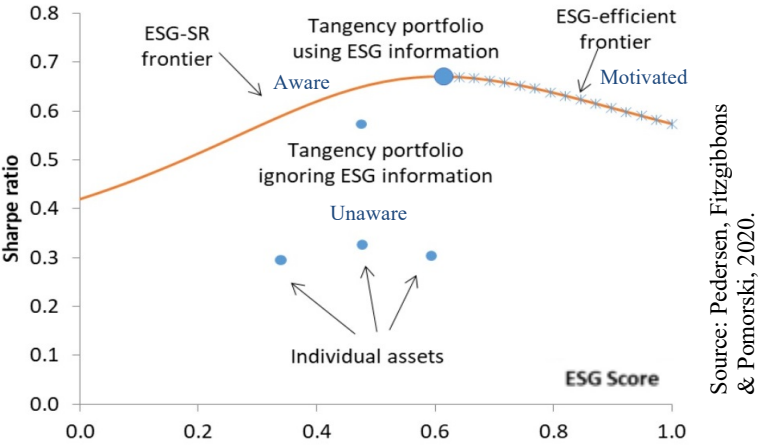 0.8
0.7
0.6
0.5
0.4
0.3
0.2
0.1
0.0
Sharpe ratio
ESG-SR
frontier
Tangency portfolio
using ESG information
ESG-efficient
frontier
Aware
Motivated
Tangency portfolio
ignoring ESG information
Unaware
Individual assets
ESG Score
0.0 0.2 0.4 0.6 0.8 1.0
Source: Pedersen, Fitzgibbons
& Pomorski, 2020.